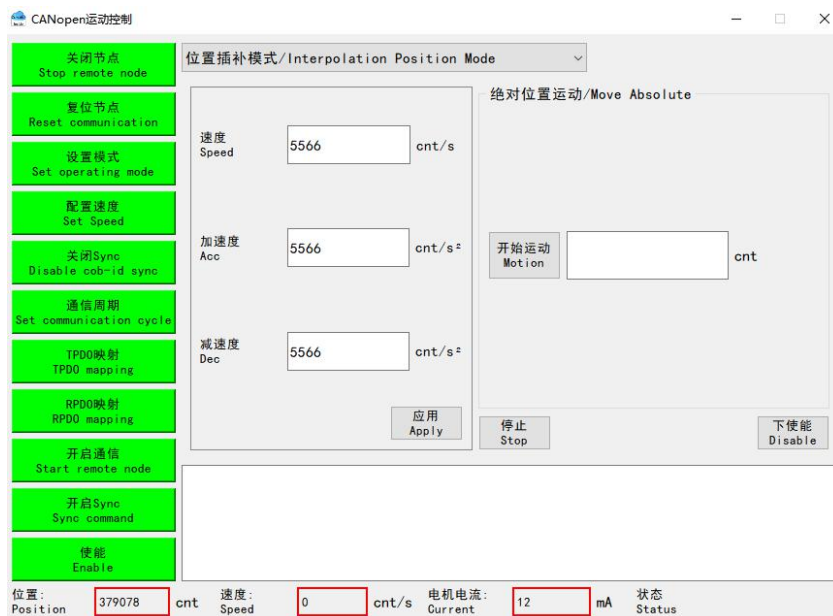 CANopen运动控制
关闭节点
Stop remote node
复位节点
Reset communication
设置模式
Set operating mode
配置速度
Set Speed
关闭Sync
Disable cob-id sync
通信周期
Set communication cycle
TPDO映射
TPDO mapping
RPDO映射
RPDO mapping
开启通信
Start remote node
开启Sync
Sync command
使能
Enable
位置插补模式/Interpolation Position Mode
速度
Speed
5566
cnt/s
加速度
Acc
5566
cnt/s²
减速度
Dec
5566
cnt/s²
应用
Apply
绝对位置运动/Move Absolute
开始运动
Motion
cnt
停止
Stop
下使能
Disable
位置:
Position
379078
cnt
速度:
Speed
0
cnt/s
电机电流:
Current
12
mA
状态
Status